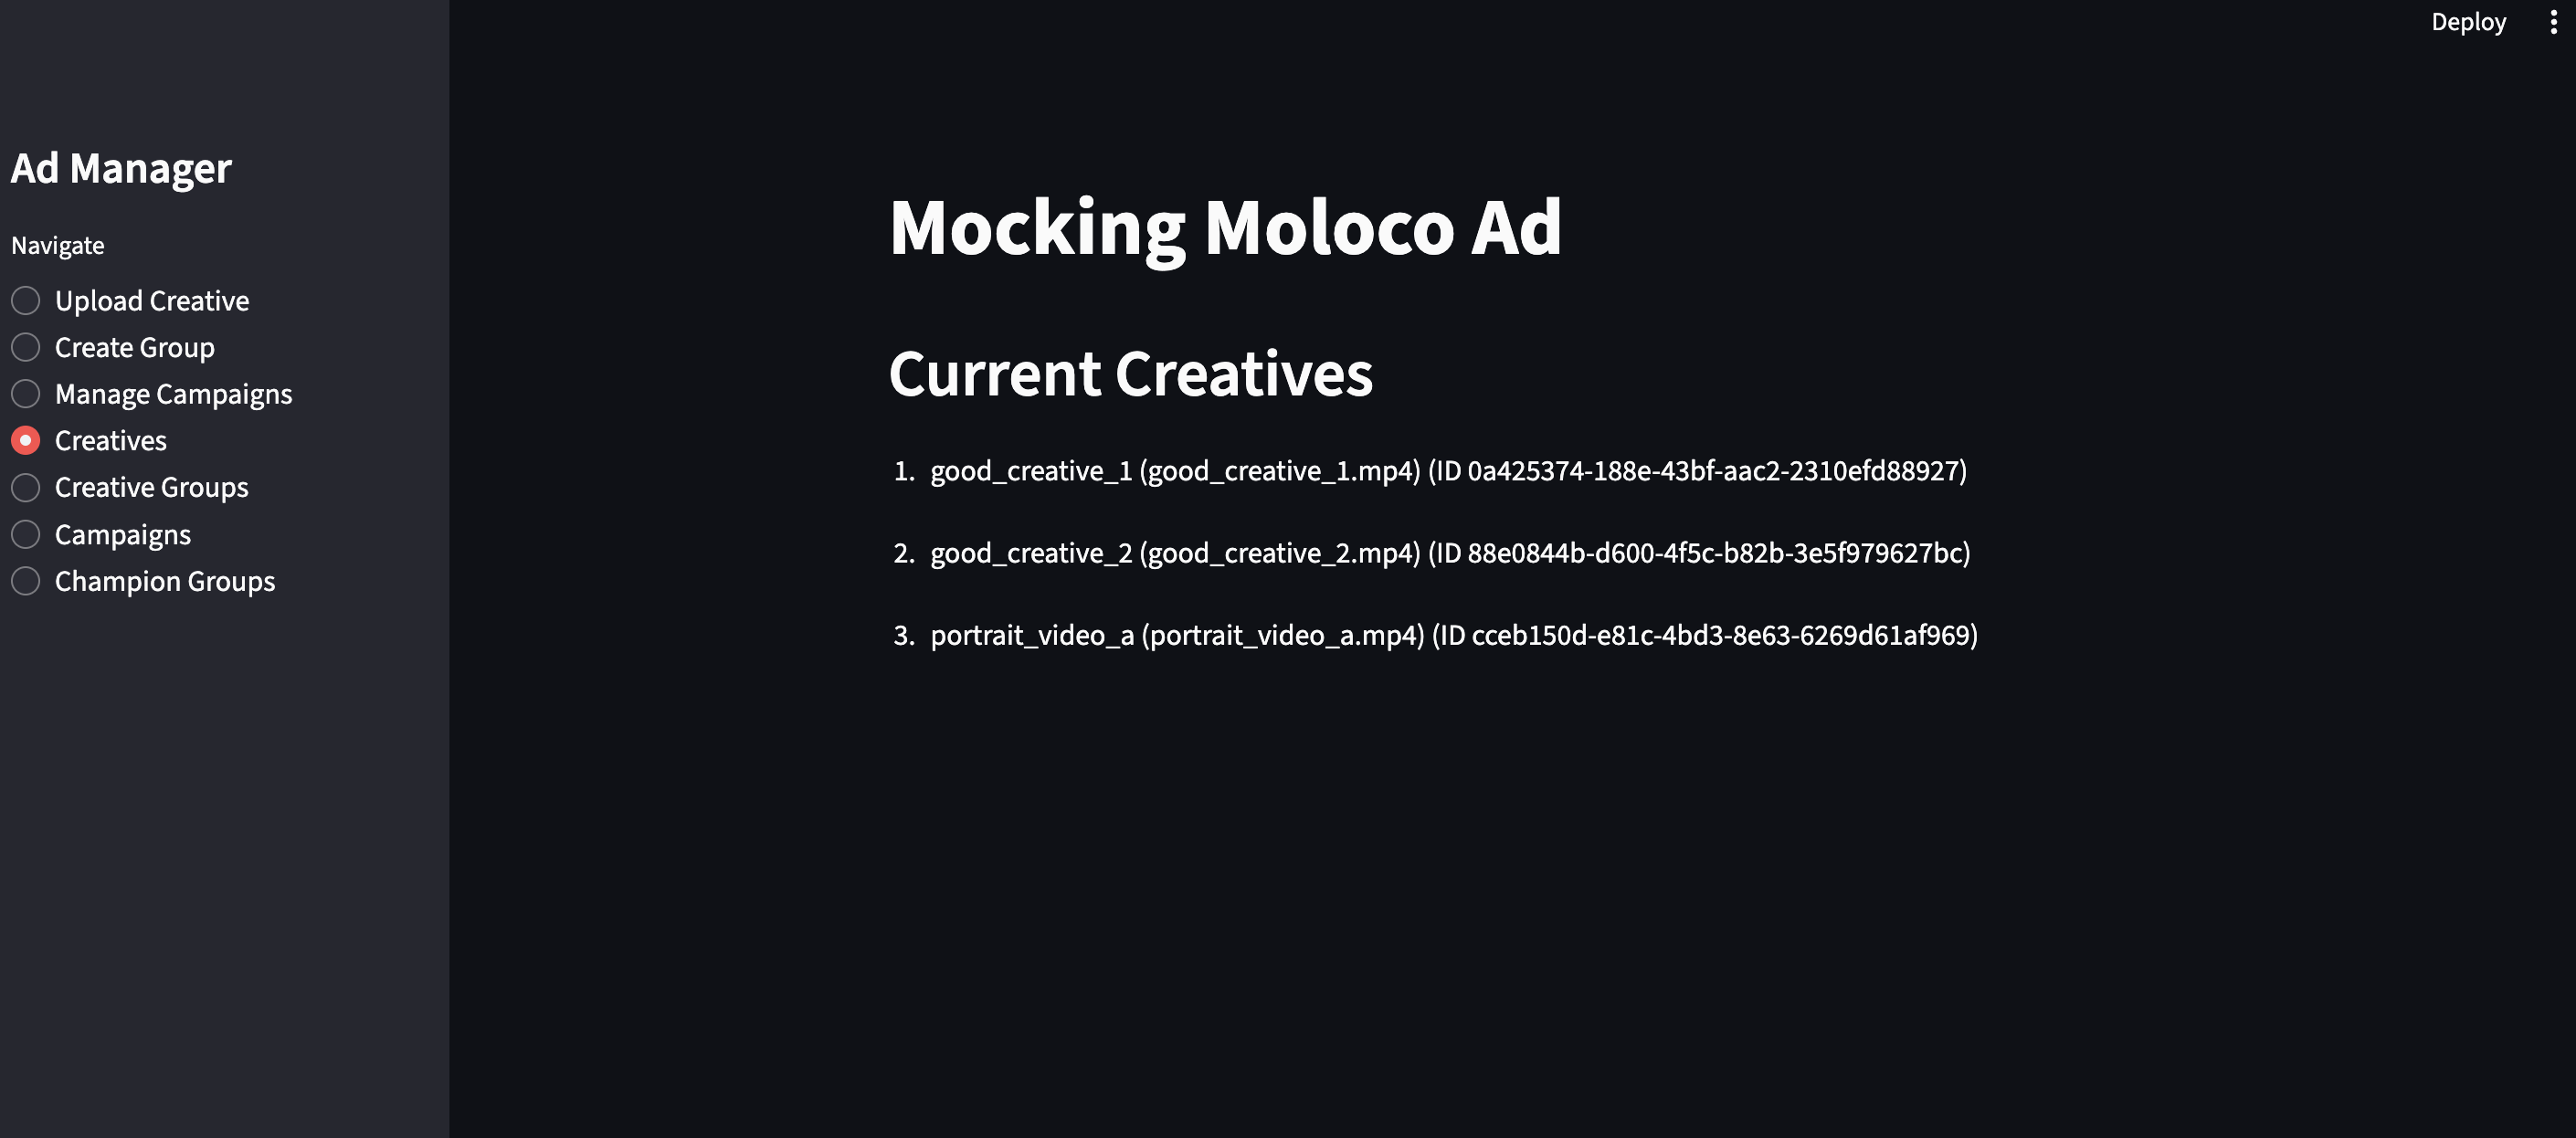 Deploy
Ad Manager
Navigate
Upload Creative
Create Group
Manage Campaigns
Creatives
Creative Groups
Campaigns
Champion Groups
Mocking Moloco Ad
Current Creatives
1. good_creative_1 (good_creative_1.mp4) (ID 0a425374-188e-43bf-aac2-2310efd88927)
2. good_creative_2 (good_creative_2.mp4) (ID 88e0844b-d600-4f5c-b82b-3e5f979627bc)
3. portrait_video_a (portrait_video_a.mp4) (ID cceb150d-e81c-4bd3-8e63-6269d61af969)